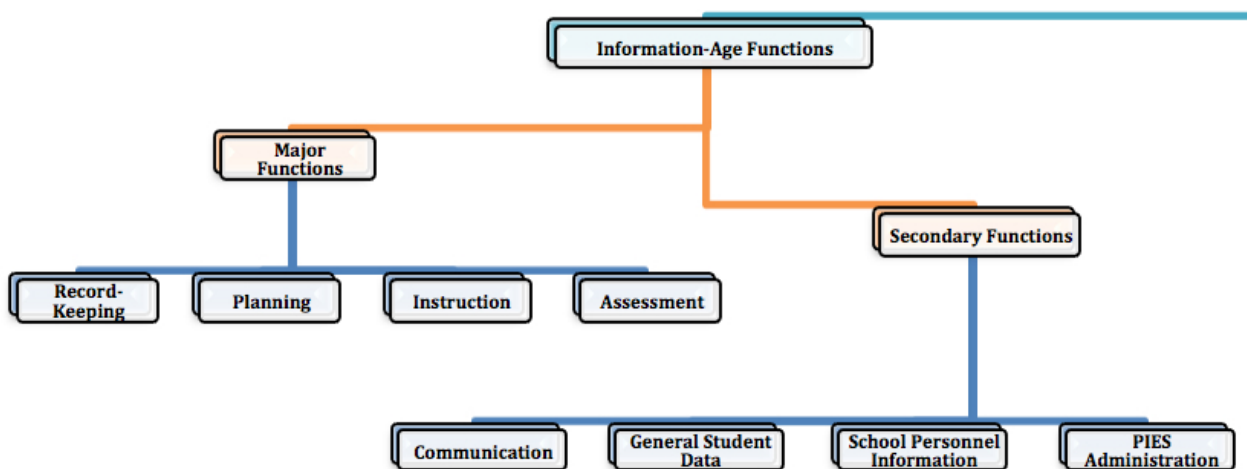 Information-Age Functions
Major
Functions
Secondary Functions
Record-
Keeping
Planning
Instruction
Assessment
Communication
General Student
Data
School Personnel
Information
PIES
Administration